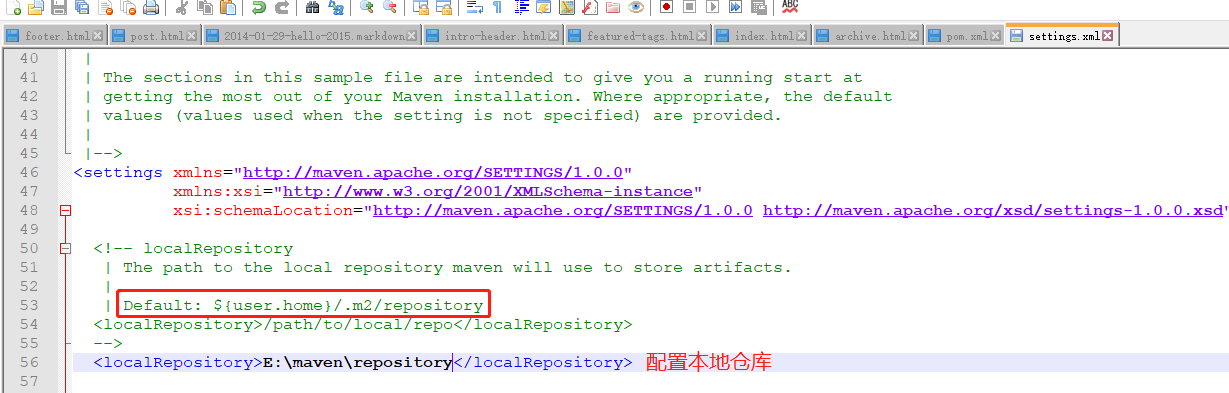 footer.html post.html 2014-01-29-hello-2015.markdown intro-header.html featured-tags.html index.html archive.html pom.xml settings.xml
40 |
41 | The sections in this sample file are intended to give you a running start at
42 | getting the most out of your Maven installation. Where appropriate, the default
43 | values (values used when the setting is not specified) are provided.
44 |
45 |-->
46 <settings xmlns="http://maven.apache.org/SETTINGS/1.0.0"
47 xmlns:xsi="http://www.w3.org/2001/XMLSchema-instance"
48 xsi:schemaLocation="http://maven.apache.org/SETTINGS/1.0.0 http://maven.apache.org/xsd/settings-1.0.0.xsd"
49
50 <!-- localRepository
51 | The path to the local repository maven will use to store artifacts.
52 |
53 | Default: ${user.home}/.m2/repository
54 <localRepository>/path/to/local/repo</localRepository>
55 -->
56 <localRepository>E:\maven\repository</localRepository> 配置本地仓库
57